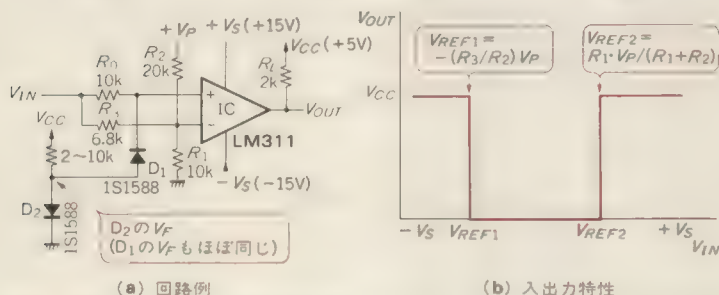 +VP
+VS(+15V)
VCC(+5V)
R0
10k
R2
20k
RL
2k
VIN
+
IC
−
VOUT
VCC
6.8k
LM311
2～10k
D1
1S1588
R1
10k
−VS(−15V)
D2
1S1588
D2のVF
(D1のVFもほぼ同じ)
(a) 回路例
VOUT
VREF1=
−(R3/R2)VP
VREF2=
R1・VP/(R1+R2)
VCC
−VS
VREF1
VREF2
+VS
VIN
(b) 入出力特性